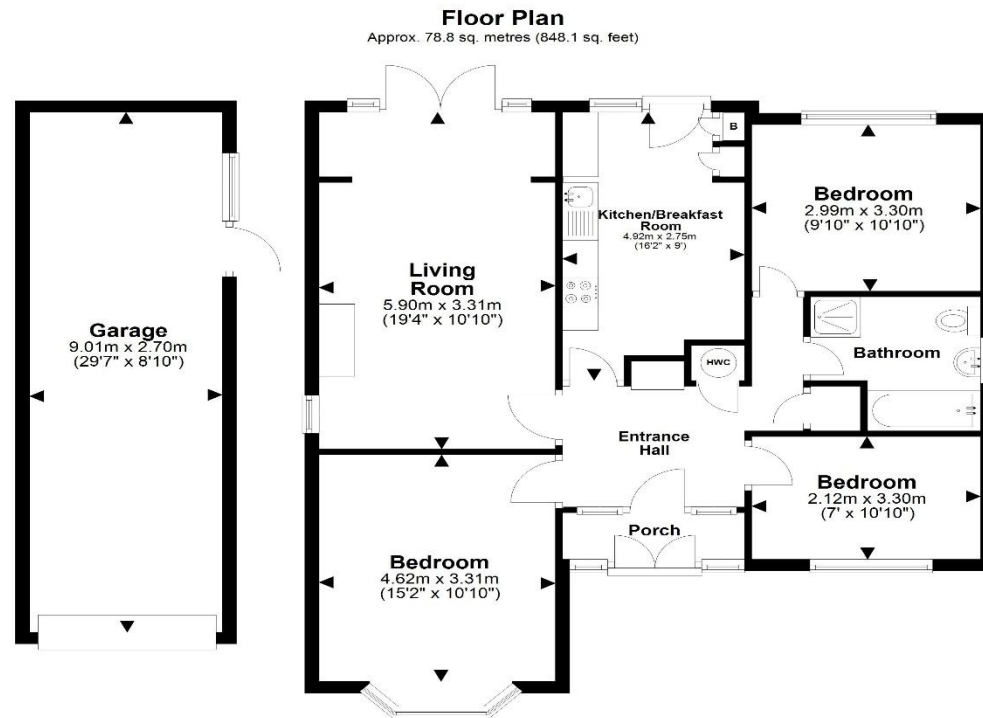 Floor Plan
Approx. 78.8 sq. metres (848.1 sq. feet)
Garage
9.01m x 2.70m
(29'7" x 8'10")
Living
Room
5.90m x 3.31m
(19'4" x 10'10")
Kitchen/Breakfast
Room
4.92m x 2.75m
(16'2" x 9')
B
Bedroom
2.99m x 3.30m
(9'10" x 10'10")
Bathroom
HWC
Entrance
Hall
Porch
Bedroom
2.12m x 3.30m
(7' x 10'10")
Bedroom
4.62m x 3.31m
(15'2" x 10'10")